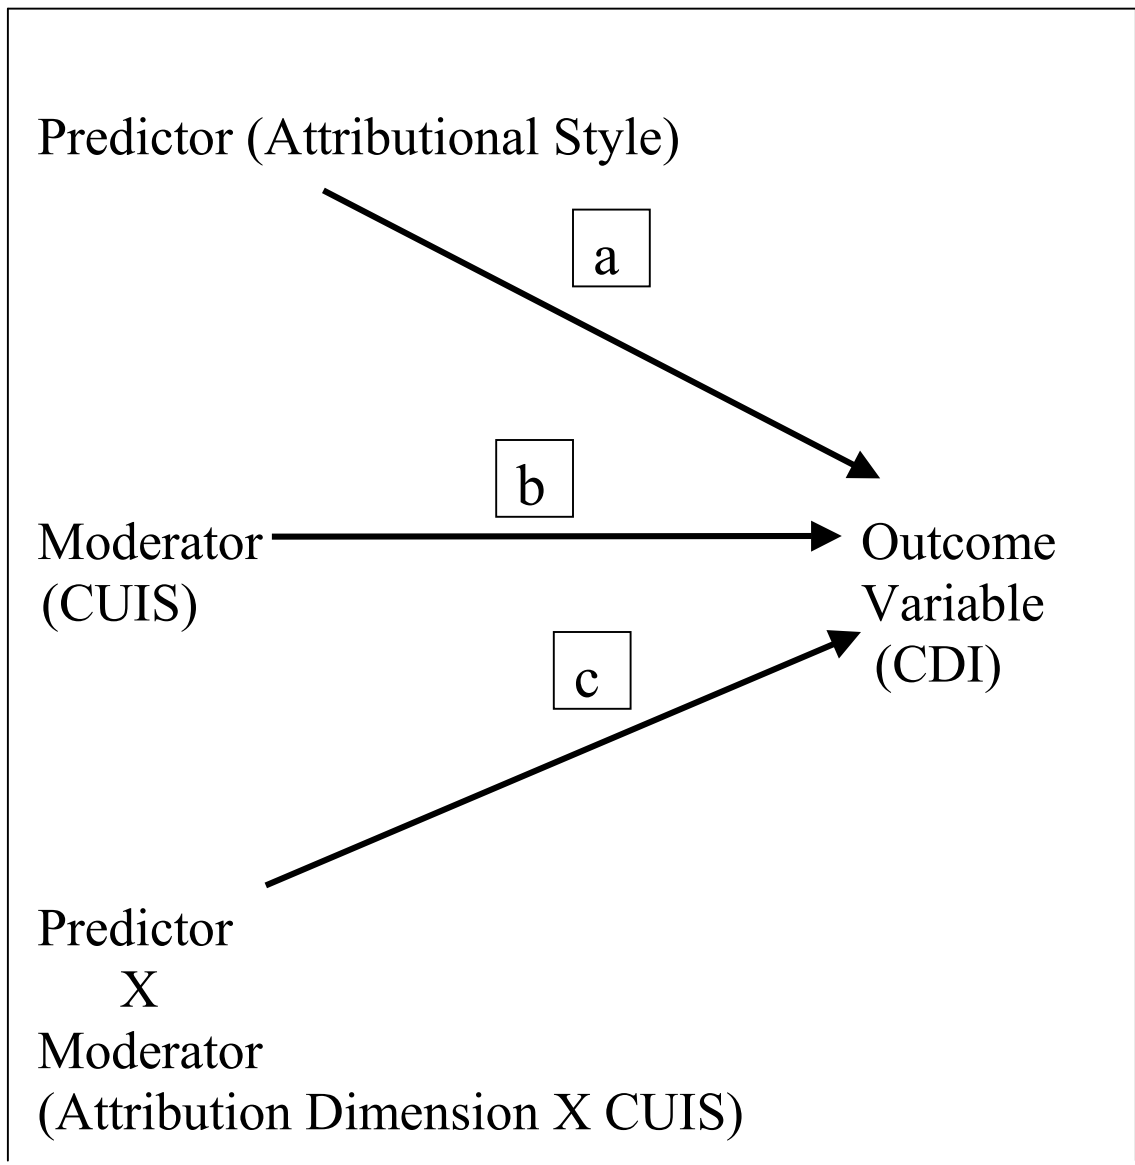 Predictor (Attributional Style)
a
b
Moderator
(CUIS)
Outcome
Variable
(CDI)
c
Predictor
X
Moderator
(Attribution Dimension X CUIS)